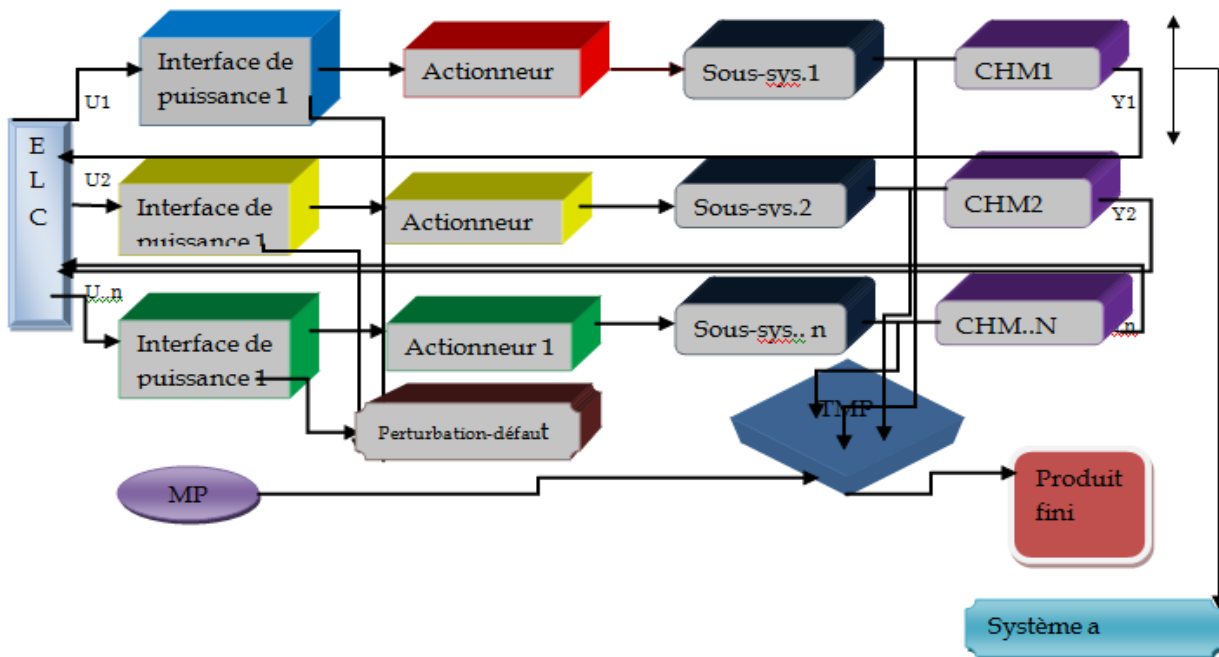 Interface de
puissance 1
Actionneur
Sous-sys.1
CHM1
U1
Y1
E
L
C
U2
Interface de
puissance 1
Actionneur
Sous-sys.2
CHM2
Y2
U..n
Interface de
puissance 1
Actionneur 1
Sous-sys.. n
CHM..N
n
Perturbation-défaut
TMP
MP
Produit
fini
Système a